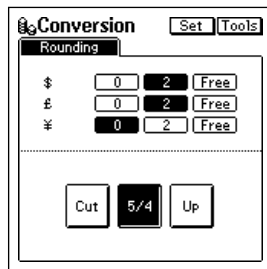 Conversion Set Tools
Rounding
$ 0 2 Free
£ 0 2 Free
¥ 0 2 Free
Cut 5/4 Up